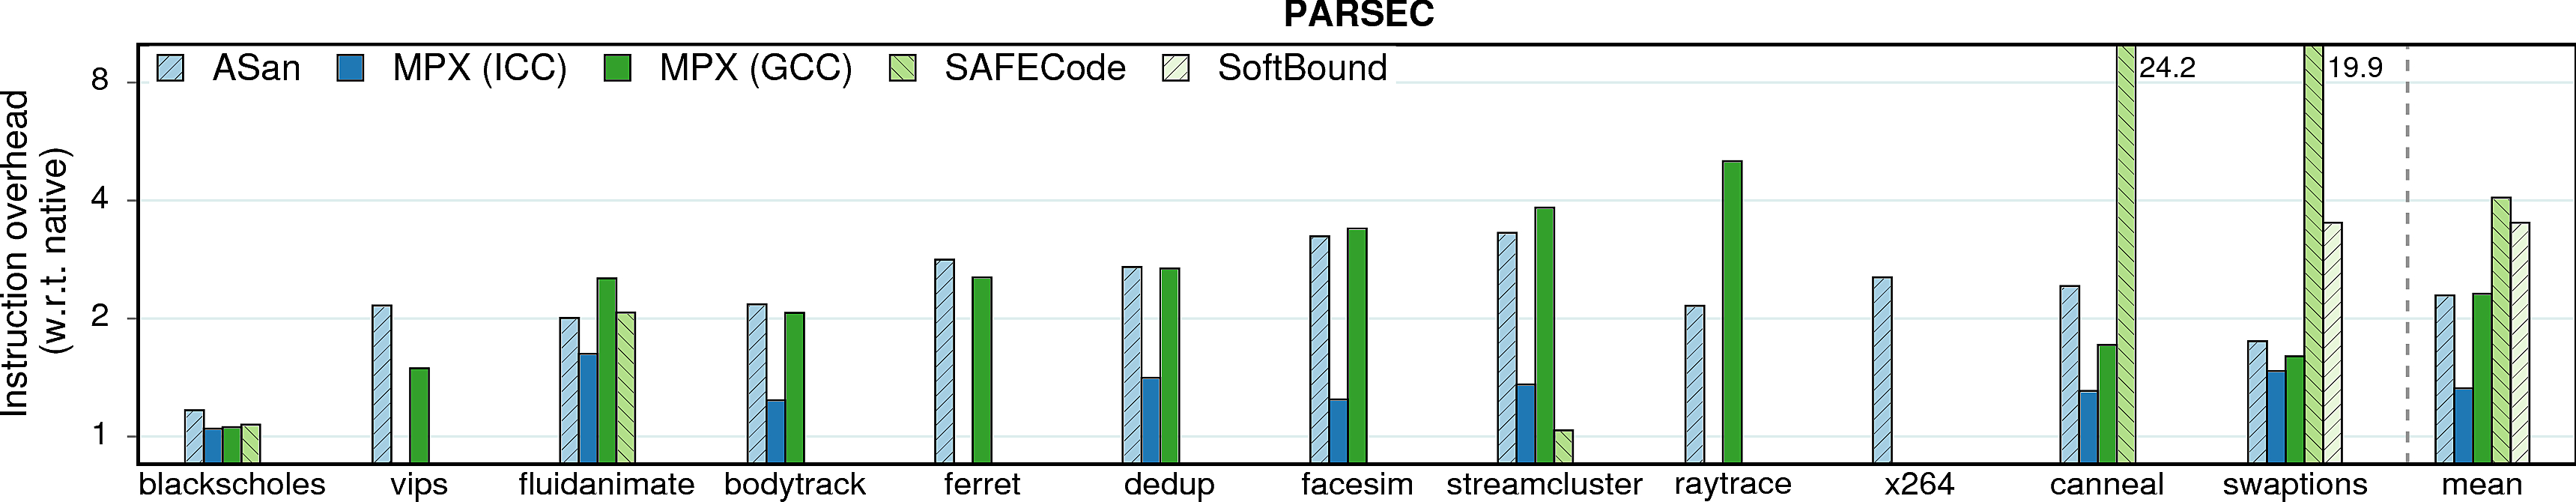 PARSEC
ASan MPX (ICC) MPX (GCC) SAFECode SoftBound
Instruction overhead
(w.r.t. native)
8
4
2
1
24.2
19.9
blackscholes vips fluidanimate bodytrack ferret dedup facesim streamcluster raytrace x264 canneal swaptions mean